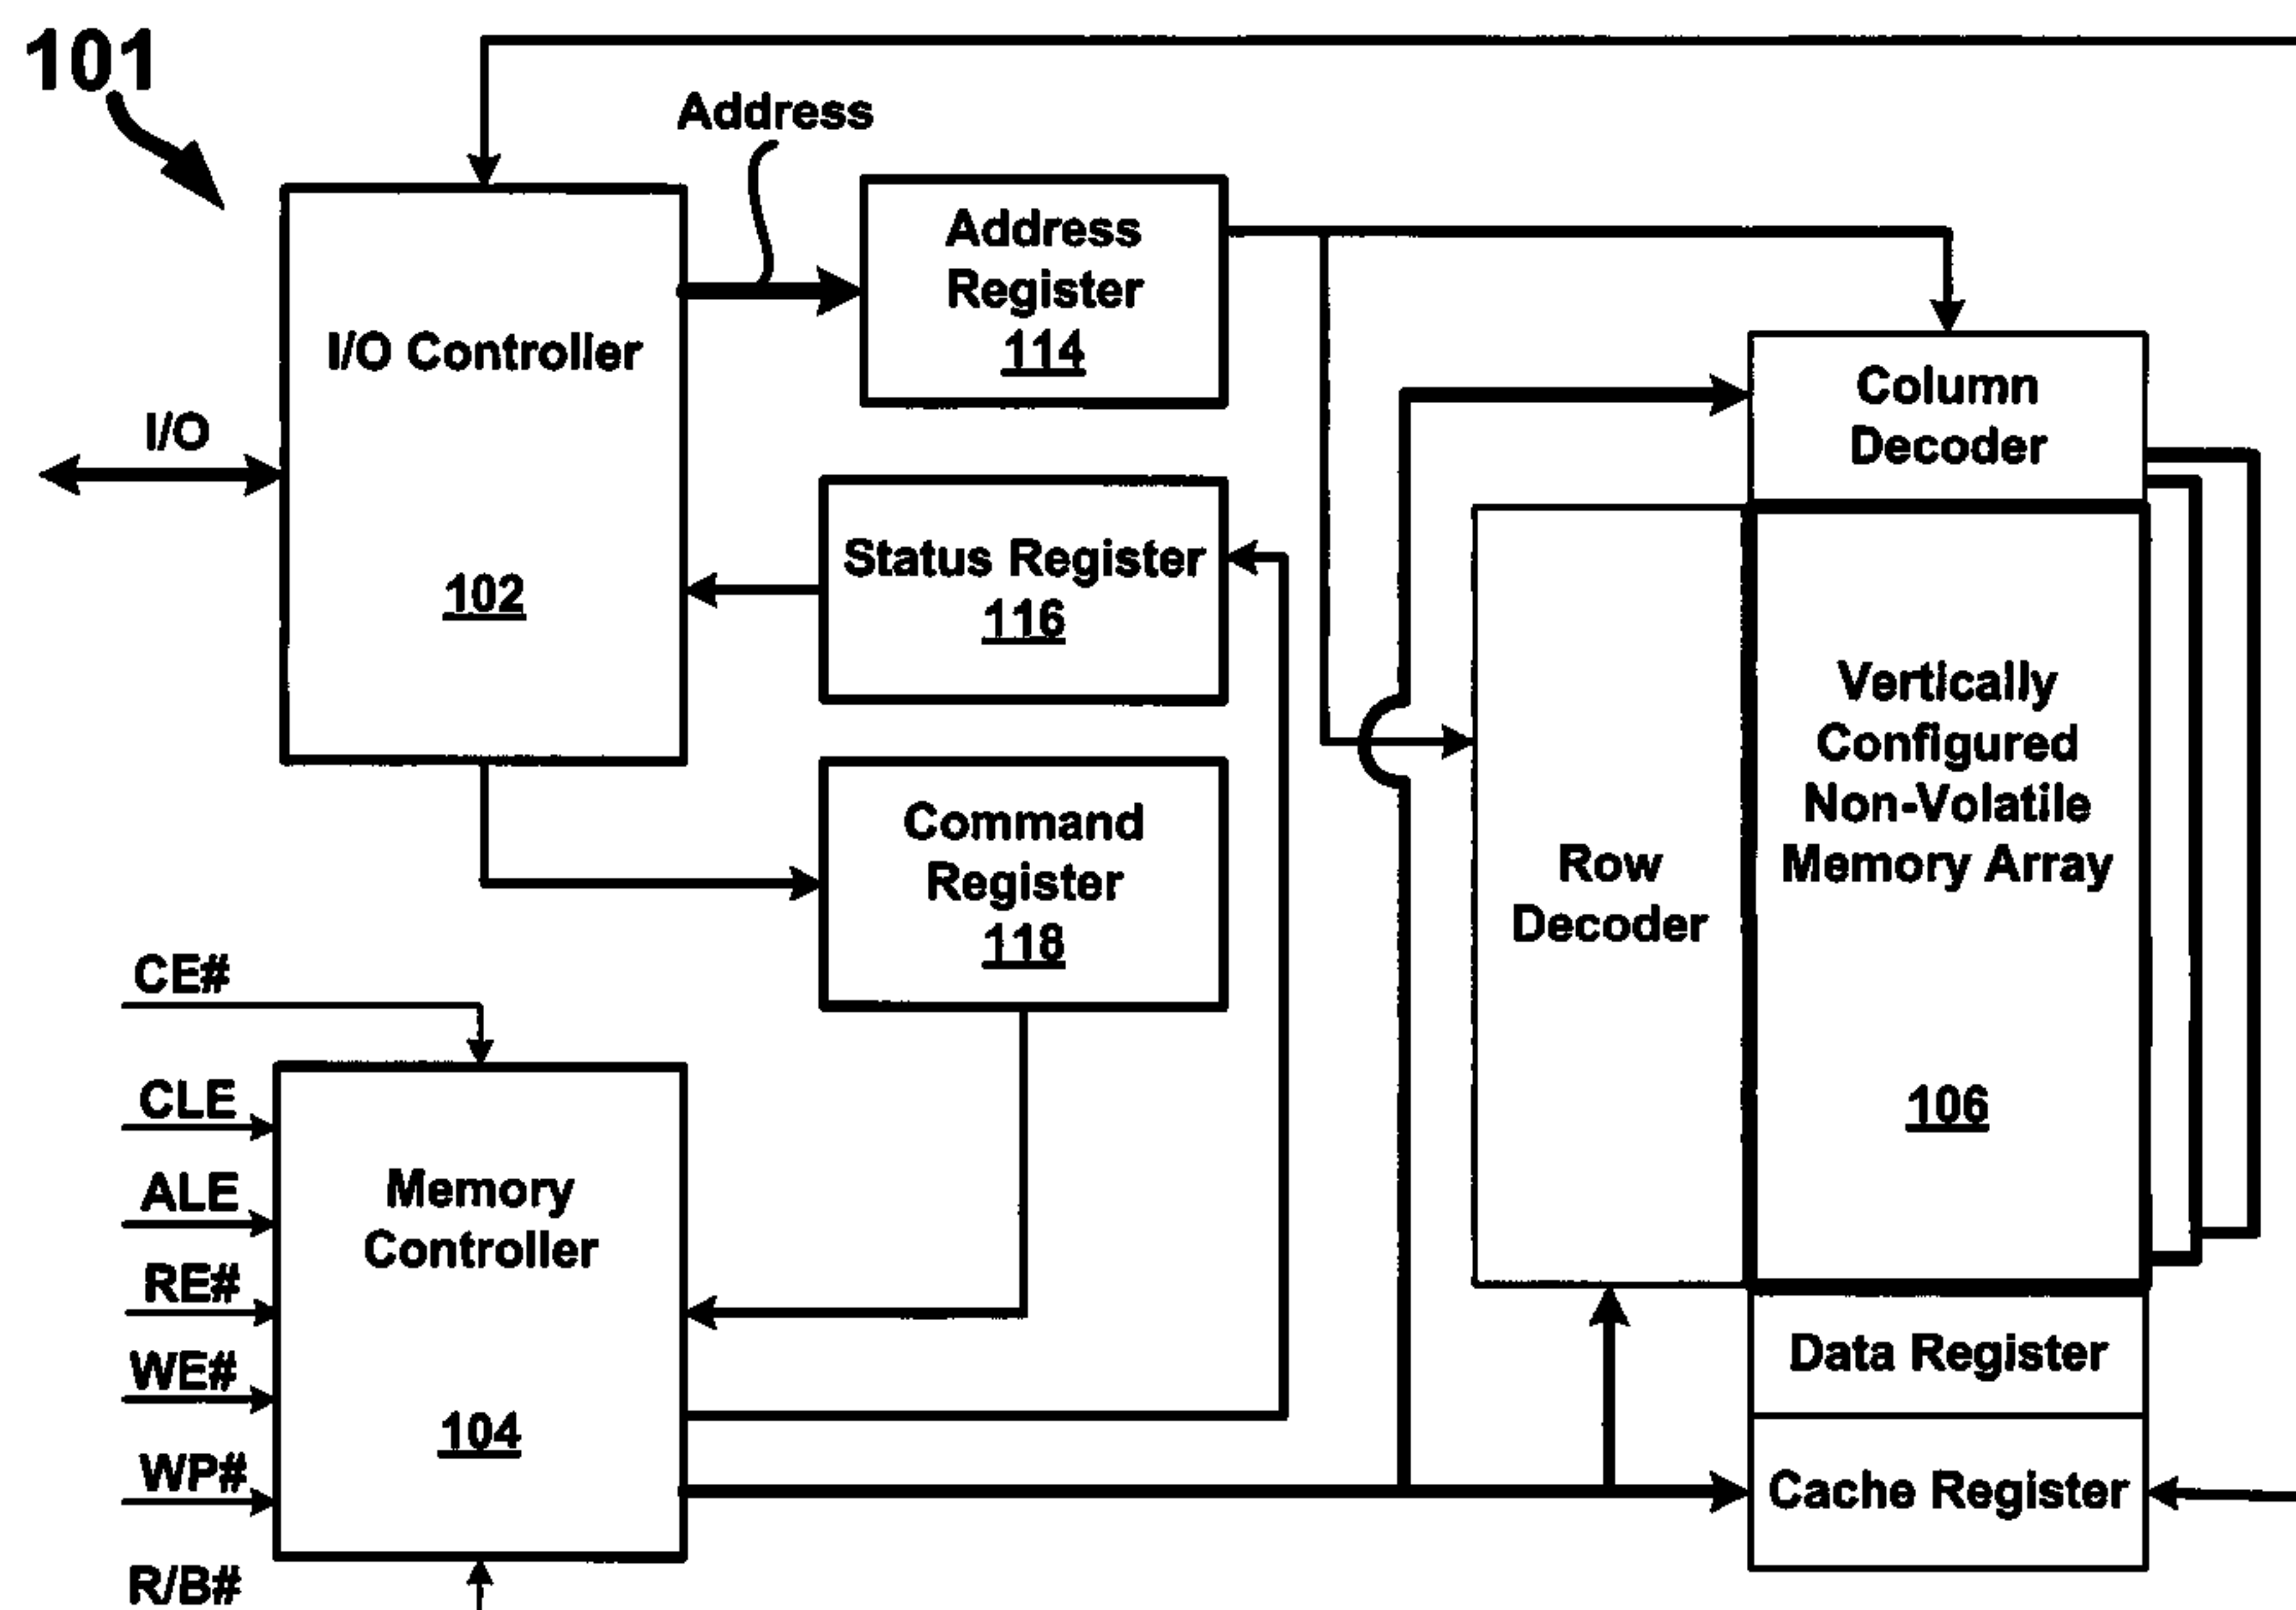 101
Address
Address
Register
114
I/O Controller
102
I/O
Status Register
116
Command
Register
118
Column
Decoder
Row
Decoder
Vertically
Configured
Non-Volatile
Memory Array
106
Data Register
Cache Register
CE#
CLE
ALE
RE#
WE#
WP#
R/B#
Memory
Controller
104